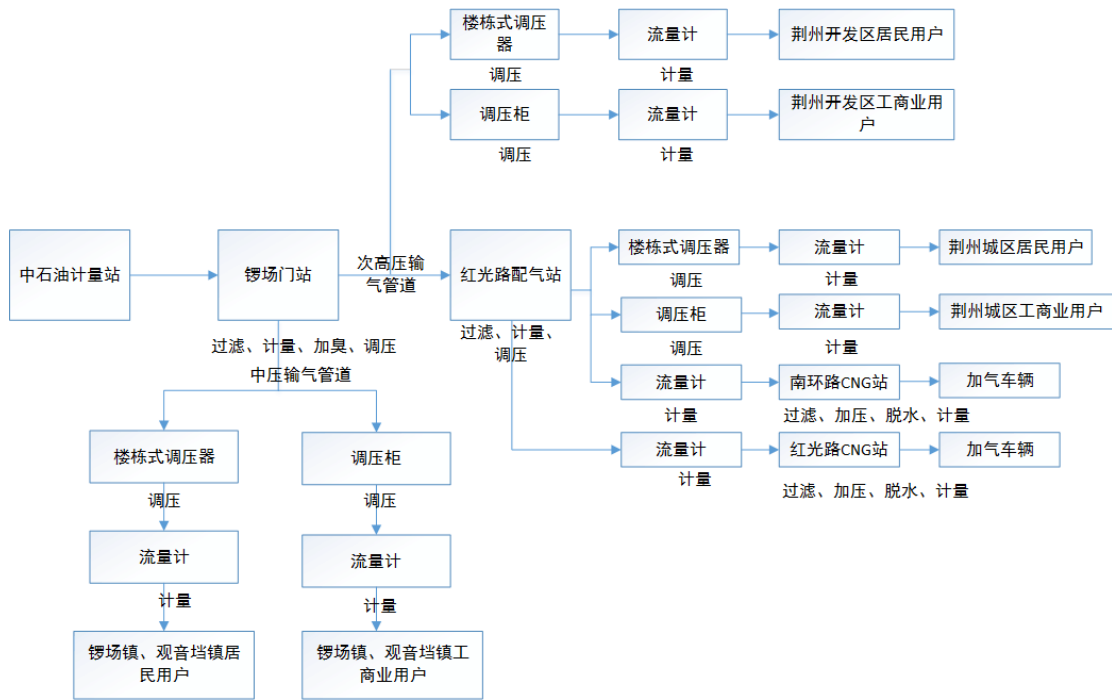 楼栋式调压
器
流量计
荆州开发区居民用户
调压
计量
调压柜
流量计
荆州开发区工商业用
户
调压
计量
中石油计量站
锣场门站
次高压输
气管道
红光路配气站
楼栋式调压器
流量计
荆州城区居民用户
调压
计量
调压柜
流量计
荆州城区工商业用户
调压
计量
过滤、计量、加臭、调压
中压输气管道
过滤、计量、
调压
流量计
南环路CNG站
加气车辆
计量
过滤、加压、脱水、计量
流量计
红光路CNG站
加气车辆
计量
过滤、加压、脱水、计量
楼栋式调压器
调压柜
调压
调压
流量计
流量计
计量
计量
锣场镇、观音垱镇居
民用户
锣场镇、观音垱镇工
商业用户